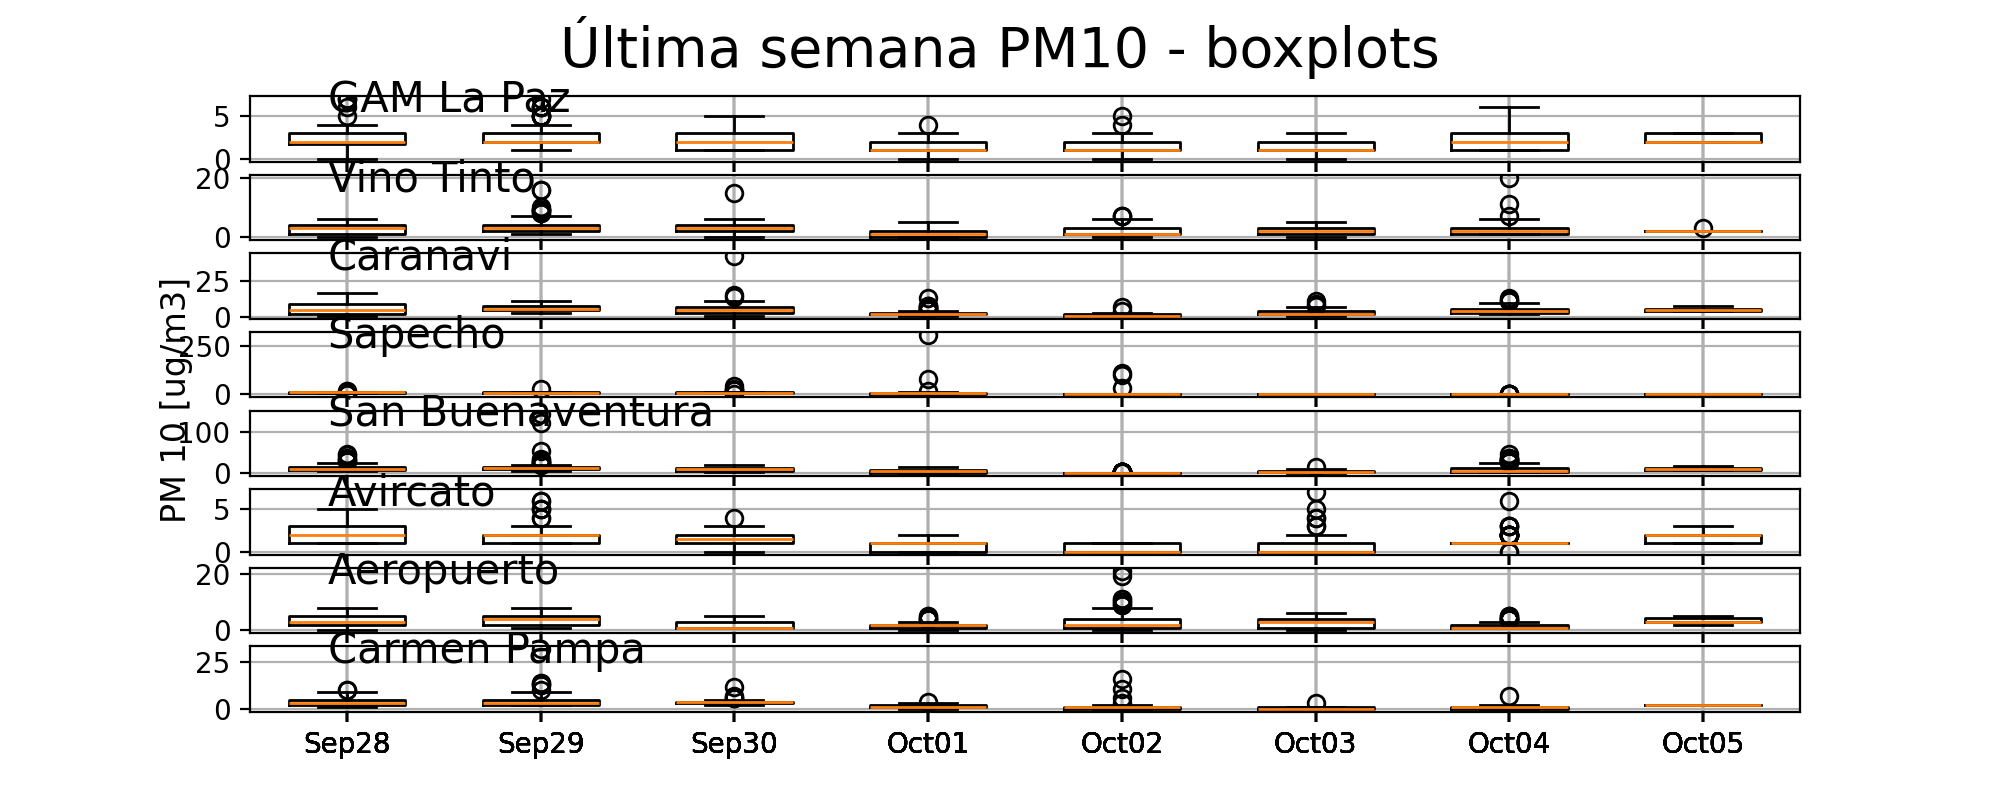 Última semana PM10 - boxplots
GAM La Paz
5
0
Vino Tinto
20
0
Caranavi
25
0
Sapecho
250
0
San Buenaventura
100
0
Avircato
5
0
Aeropuerto
20
0
Carmen Pampa
25
0
PM 10 [ug/m3]
Sep28 Sep29 Sep30 Oct01 Oct02 Oct03 Oct04 Oct05